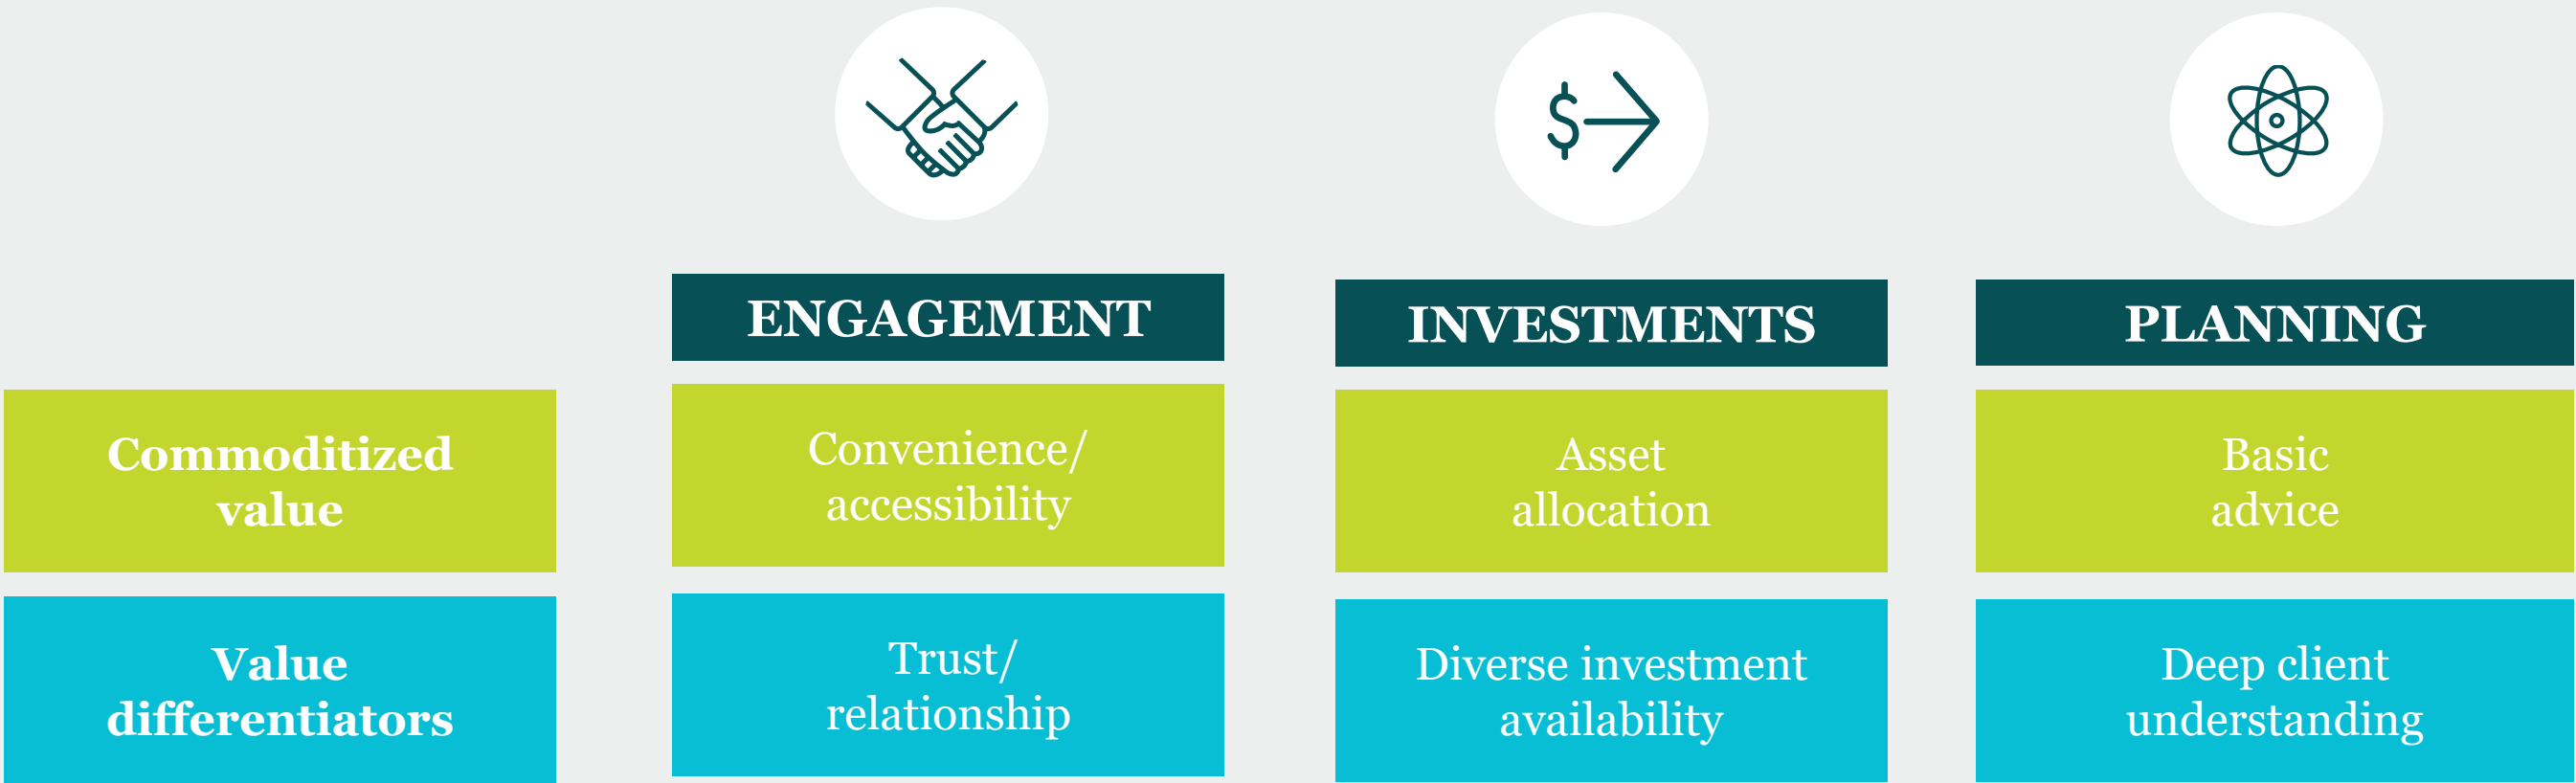 ENGAGEMENT
INVESTMENTS
PLANNING
Commoditized
value
Convenience/
accessibility
Asset
allocation
Basic
advice
Value
differentiators
Trust/
relationship
Diverse investment
availability
Deep client
understanding